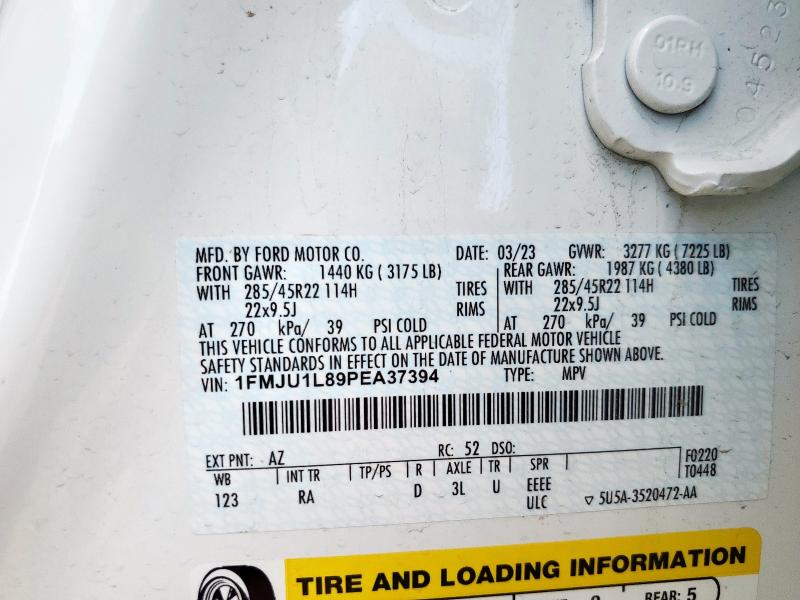 01RH
10.9
04523
MFD. BY FORD MOTOR CO. DATE: 03/23 GVWR: 3277 KG ( 7225 LB)
FRONT GAWR: 1440 KG ( 3175 LB) REAR GAWR: 1987 KG ( 4380 LB)
WITH 285/45R22 114H TIRES WITH 285/45R22 114H TIRES
22x9.5J RIMS 22x9.5J RIMS
AT 270 kPa/ 39 PSI COLD AT 270 kPa/ 39 PSI COLD
THIS VEHICLE CONFORMS TO ALL APPLICABLE FEDERAL MOTOR VEHICLE
SAFETY STANDARDS IN EFFECT ON THE DATE OF MANUFACTURE SHOWN ABOVE.
VIN: 1FMJU1L89PEA37394 TYPE: MPV
EXT PNT: AZ RC: 52 DSO: F0220
WB INT TR TP/PS R AXLE TR SPR T0448
123 RA D 3L U EEEE
ULC ▽ 5U5A-3520472-AA
TIRE AND LOADING INFORMATION
REAR: 5